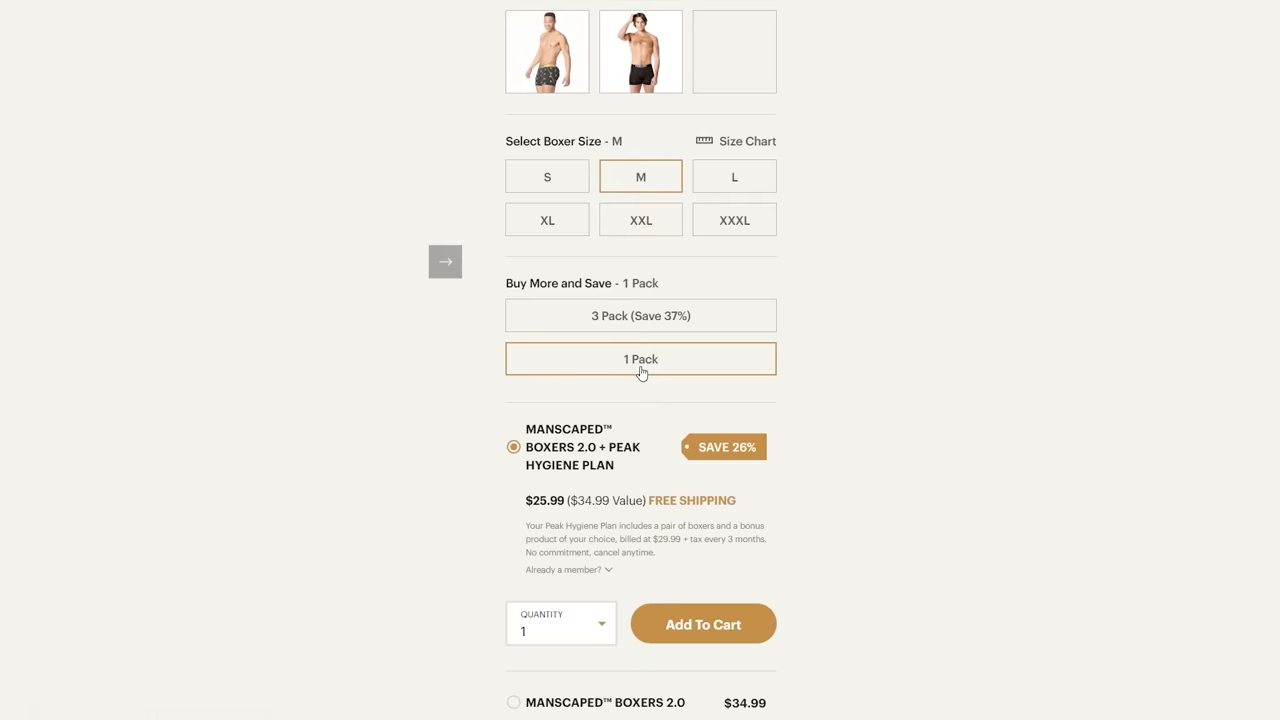 Select Boxer Size - M
Size Chart
S
M
L
XL
XXL
XXXL
Buy More and Save - 1 Pack
3 Pack (Save 37%)
1 Pack
MANSCAPED™
BOXERS 2.0 + PEAK
HYGIENE PLAN
SAVE 26%
$25.99 ($34.99 Value) FREE SHIPPING
Your Peak Hygiene Plan includes a pair of boxers and a bonus
product of your choice, billed at $29.99 + tax every 3 months.
No commitment, cancel anytime.
Already a member?
QUANTITY
1
Add To Cart
MANSCAPED™ BOXERS 2.0
$34.99